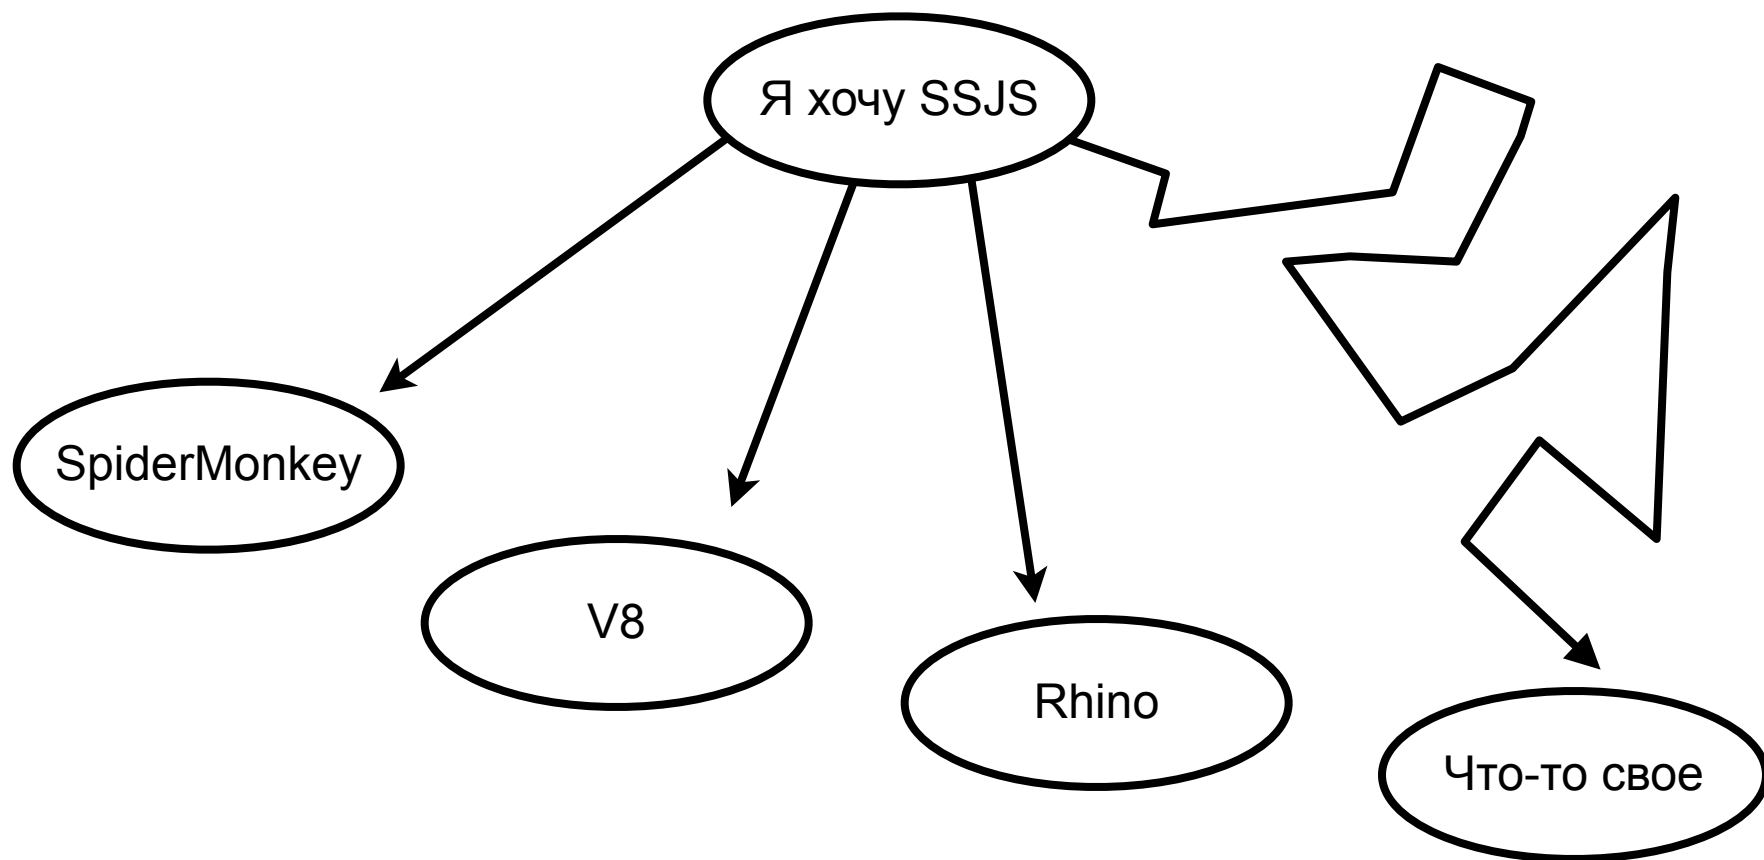 Я хочу SSJS
SpiderMonkey
V8
Rhino
Что-то свое